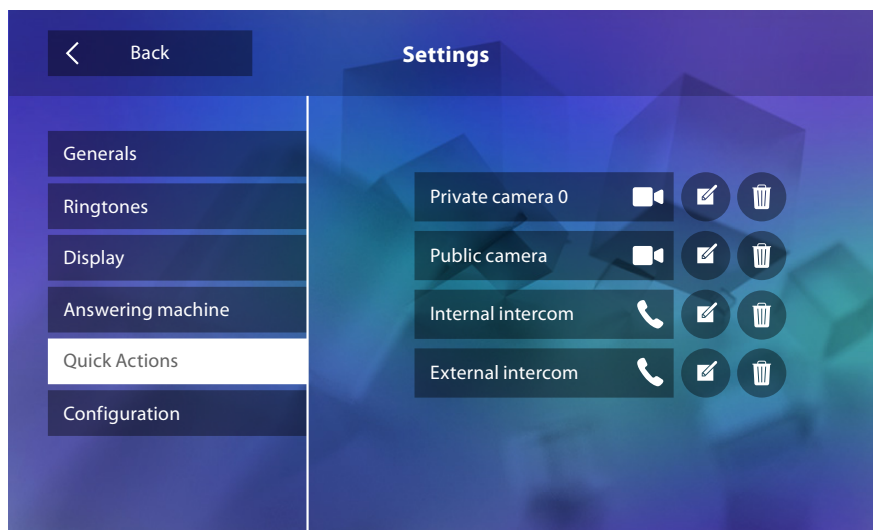 Back
Settings
Generals
Ringtones
Display
Answering machine
Quick Actions
Configuration
Private camera 0
Public camera
Internal intercom
External intercom